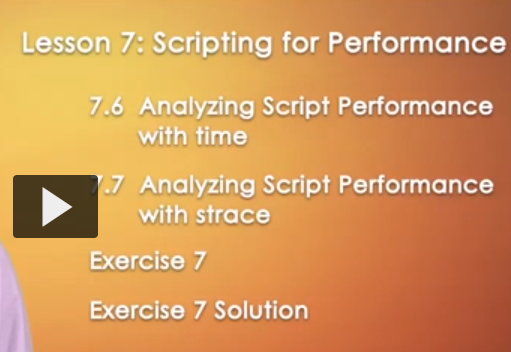 Lesson 7: Scripting for Performance
7.6 Analyzing Script Performance
with time
7.7 Analyzing Script Performance
with strace
Exercise 7
Exercise 7 Solution